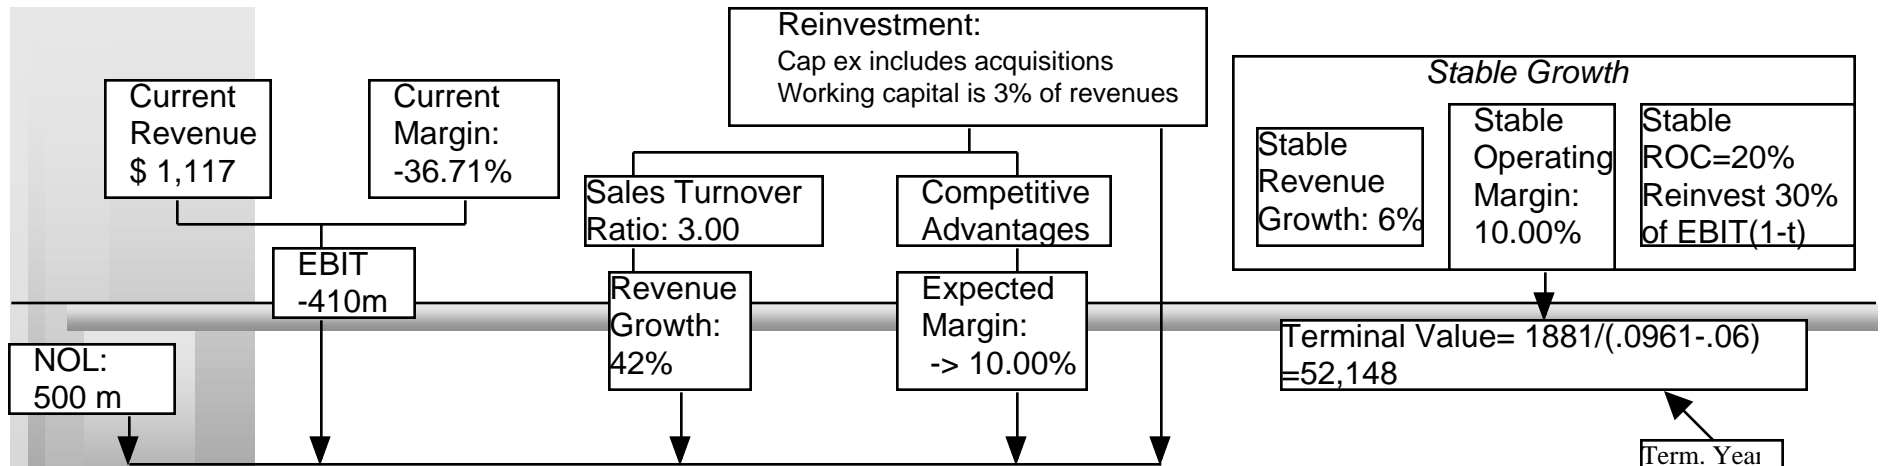 Reinvestment:
Cap ex includes acquisitions
Working capital is 3% of revenues
Current
Revenue
$ 1,117
Current
Margin:
-36.71%
Stable Growth
Stable
Revenue
Growth: 6%
Stable
Operating
Margin:
10.00%
Stable
ROC=20%
Reinvest 30%
of EBIT(1-t)
Sales Turnover
Ratio: 3.00
Competitive
Advantages
EBIT
-410m
Revenue
Growth:
42%
Expected
Margin:
-> 10.00%
NOL:
500 m
Terminal Value= 1881/(.0961-.06)
=52,148
Term. Year